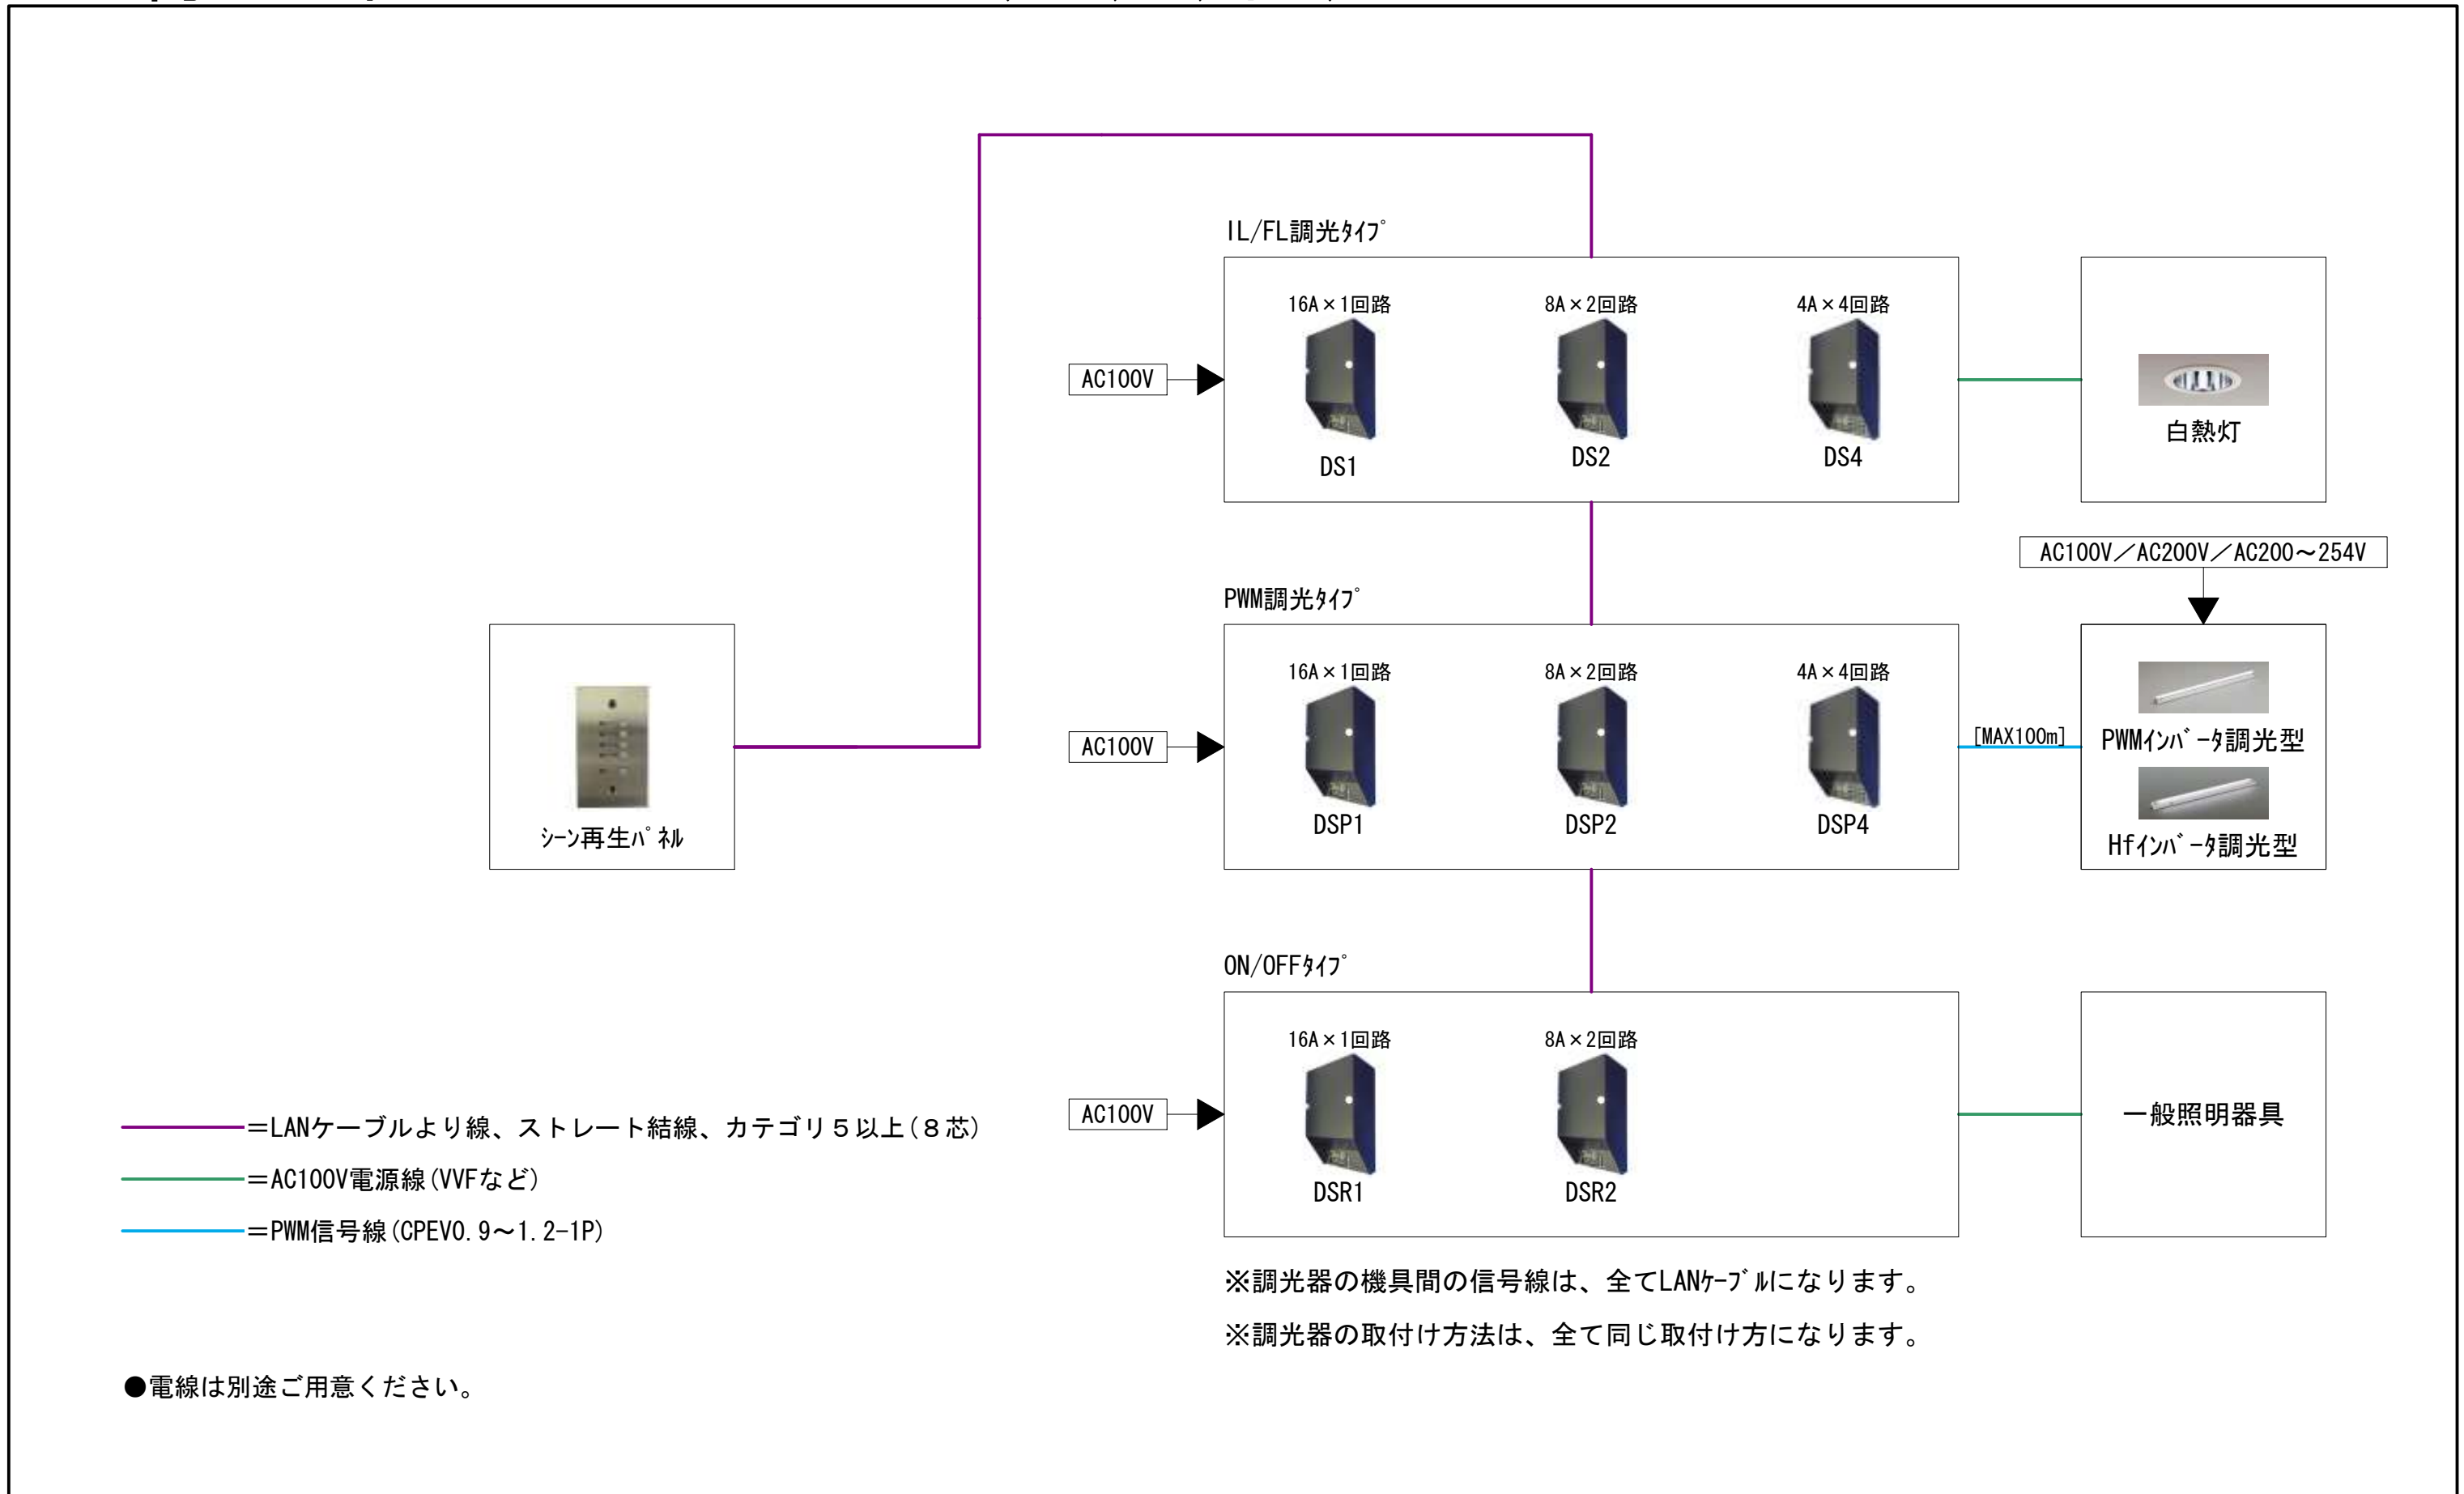 IL/FL調光ﾀｲﾌﾟ
16A×1回路
8A×2回路
4A×4回路
AC100V
DS1
DS2
DS4
白熱灯
AC100V／AC200V／AC200～254V
PWM調光ﾀｲﾌﾟ
16A×1回路
8A×2回路
4A×4回路
AC100V
[MAX100m]
DSP1
DSP2
DSP4
PWMｲﾝﾊﾞｰﾀ調光型
Hfｲﾝﾊﾞｰﾀ調光型
ｼｰﾝ再生ﾊﾟﾈﾙ
ON/OFFﾀｲﾌﾟ
16A×1回路
8A×2回路
AC100V
DSR1
DSR2
一般照明器具
＝LANケーブルより線、ストレート結線、カテゴリ５以上(８芯)
＝AC100V電源線(VVFなど)
＝PWM信号線(CPEV0.9～1.2-1P)
※調光器の機具間の信号線は、全てLANｹｰﾌﾞﾙになります。
※調光器の取付け方法は、全て同じ取付け方になります。
●電線は別途ご用意ください。